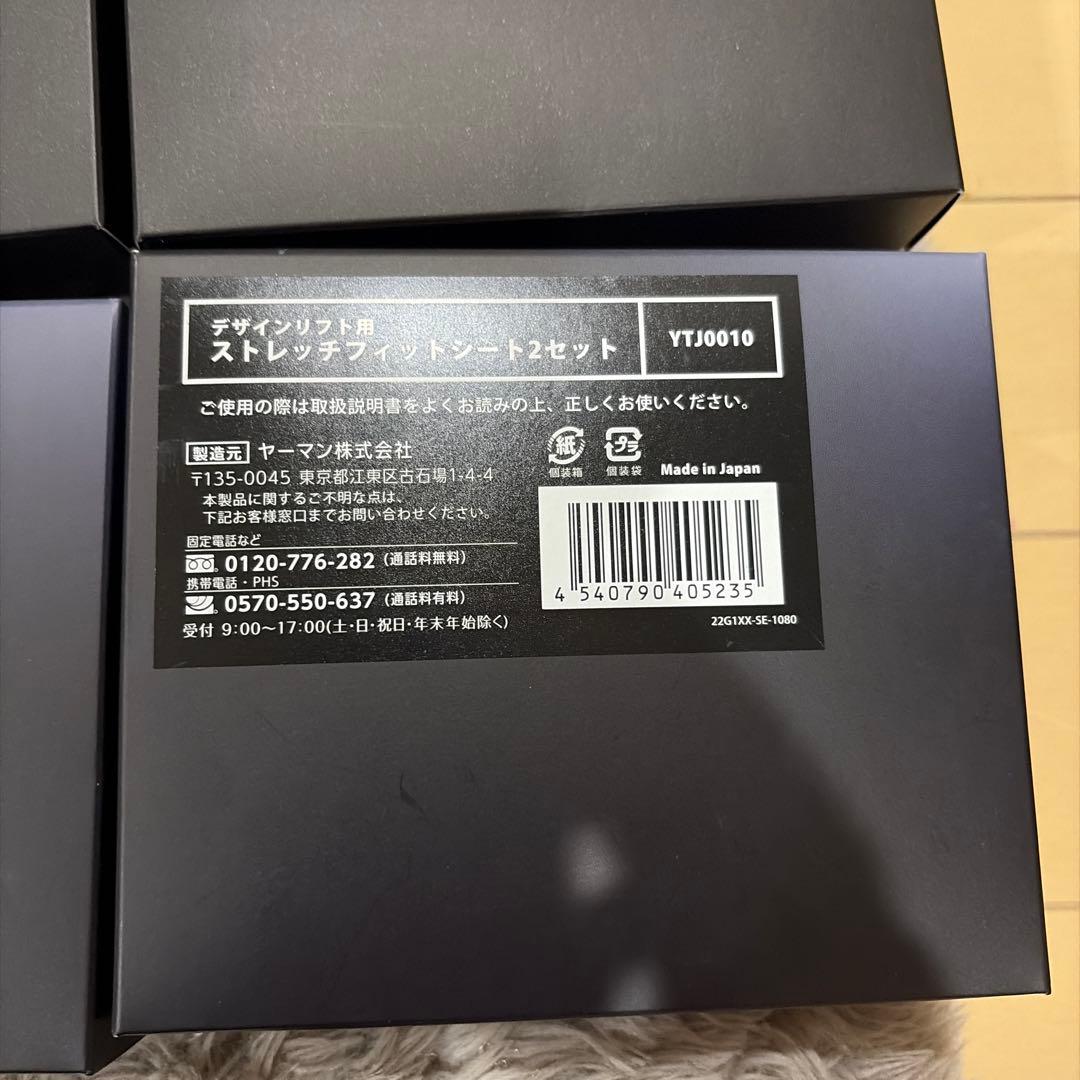 デザインリフト用
ストレッチフィットシート2セット
YTJ0010
ご使用の際は取扱説明書をよくお読みの上、正しくお使いください。
製造元 ヤーマン株式会社
〒135-0045 東京都江東区古石場1-4-4
本製品に関するご不明な点は、
下記お客様窓口までお問い合わせください。
固定電話など
0120-776-282 (通話料無料)
携帯電話・PHS
0570-550-637 (通話料有料)
受付 9:00〜17:00(土・日・祝日・年末年始除く)
紙
個装箱
プラ
個装袋
Made in Japan
4 540790 405235
22G1XX-SE-1080